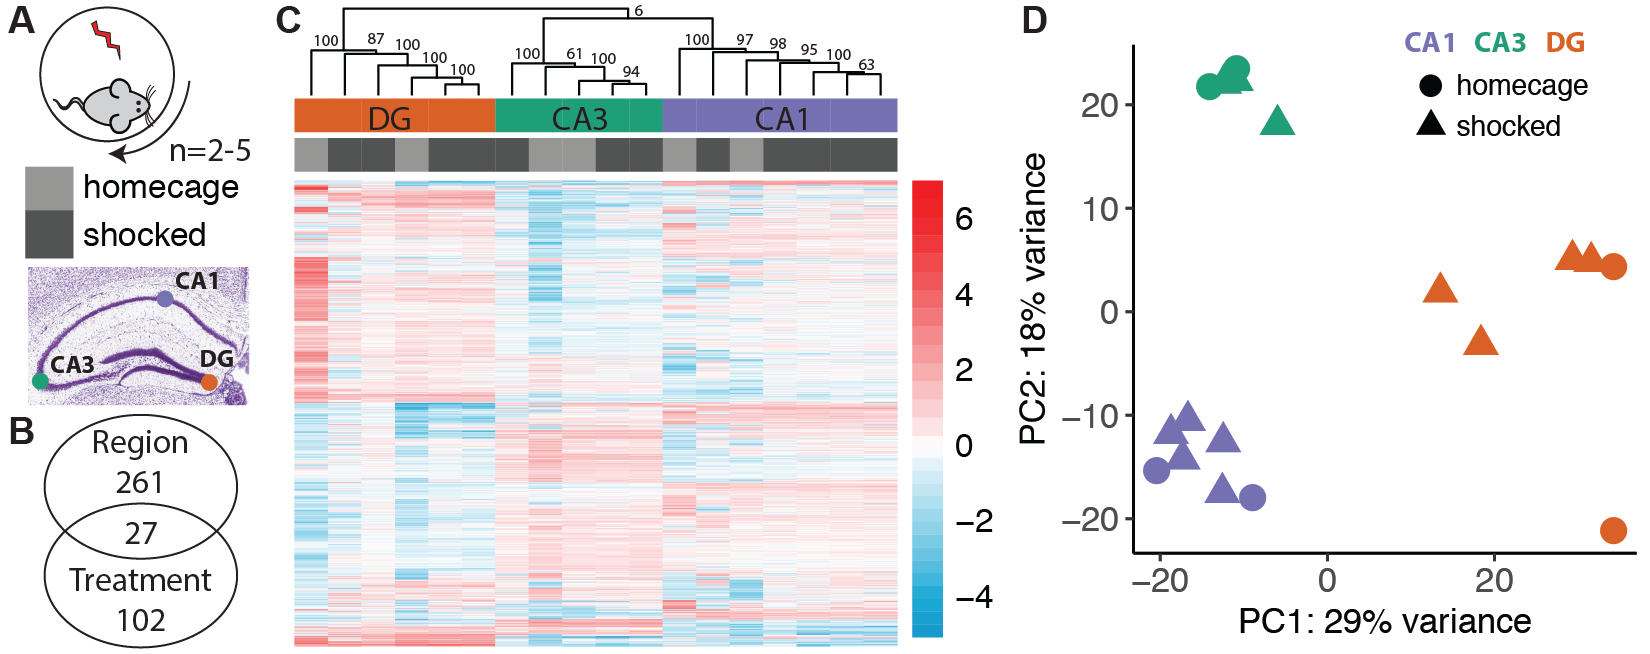 A
n=2-5
homecage
shocked
CA1
CA3
DG
B
Region
261
27
Treatment
102
C
6
100 87 100 100 100
100 61 100 94
100 97 98 95 100 63
DG CA3 CA1
6
4
2
0
−2
−4
D
CA1 CA3 DG
homecage
shocked
PC2: 18% variance
20
10
0
−10
−20
−20 0 20
PC1: 29% variance